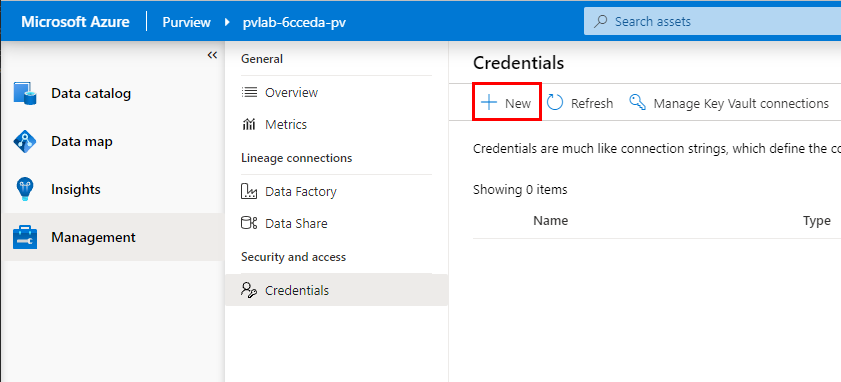 Microsoft Azure Purview pvlab-6cceda-pv Search assets
«
Data catalog
Data map
Insights
Management
General
Overview
Metrics
Lineage connections
Data Factory
Data Share
Security and access
Credentials
Credentials
New Refresh Manage Key Vault connections
Credentials are much like connection strings, which define the co
Showing 0 items
Name Type